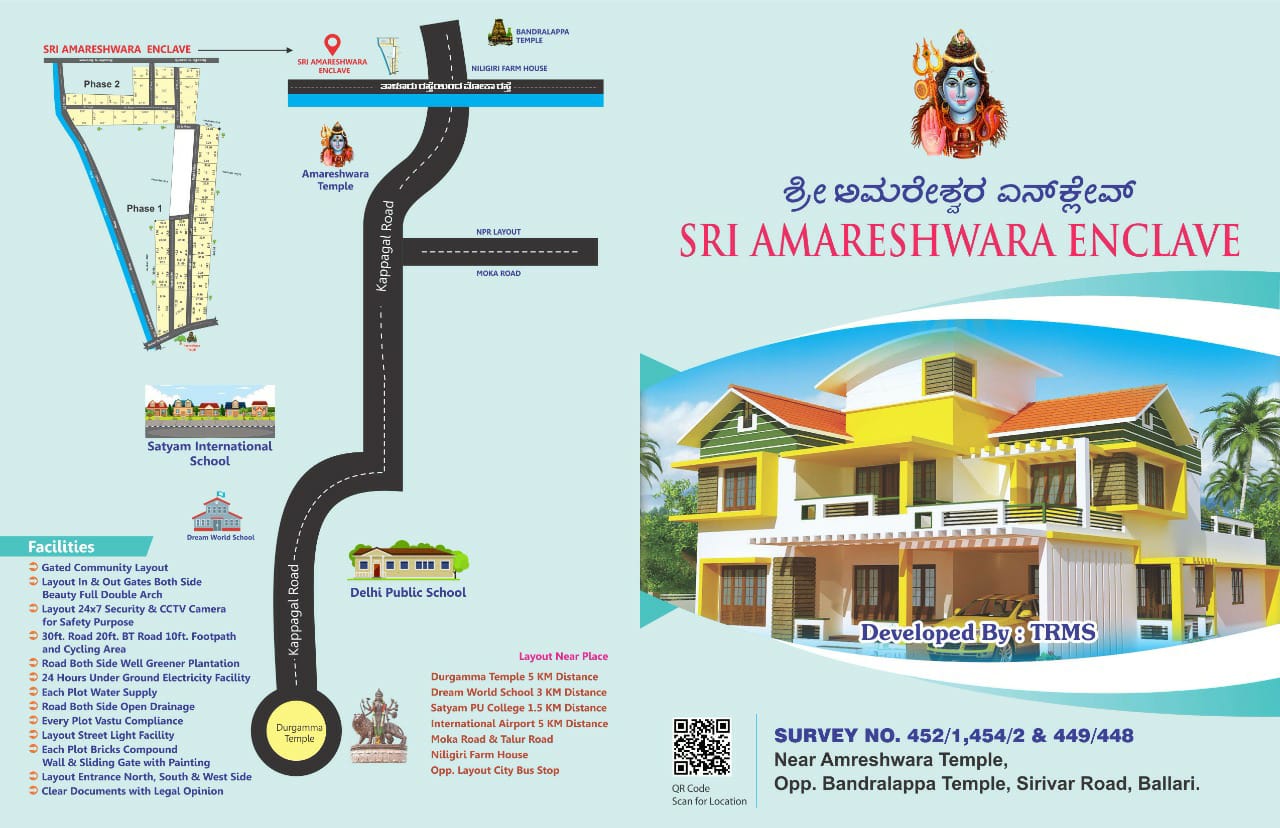 SRI AMARESHWARA ENCLAVE
Phase 2
Phase 1
SRI AMARESHWARA
ENCLAVE
BANDRALAPPA
TEMPLE
NILIGIRI FARM HOUSE
ತಾಳೂರು ರಸ್ತೆಯಿಂದ ಮೋಕಾ ರಸ್ತೆ
Amareshwara
Temple
Kappagal Road
NPR LAYOUT
MOKA ROAD
Satyam International
School
Dream World School
Delhi Public School
Kappagal Road
Durgamma
Temple
Facilities
Gated Community Layout
Layout In & Out Gates Both Side
Beauty Full Double Arch
Layout 24x7 Security & CCTV Camera
for Safety Purpose
30ft. Road 20ft. BT Road 10ft. Footpath
and Cycling Area
Road Both Side Well Greener Plantation
24 Hours Under Ground Electricity Facility
Each Plot Water Supply
Road Both Side Open Drainage
Every Plot Vastu Compliance
Layout Street Light Facility
Each Plot Bricks Compound
Wall & Sliding Gate with Painting
Layout Entrance North, South & West Side
Clear Documents with Legal Opinion
Layout Near Place
Durgamma Temple 5 KM Distance
Dream World School 3 KM Distance
Satyam PU College 1.5 KM Distance
International Airport 5 KM Distance
Moka Road & Talur Road
Niligiri Farm House
Opp. Layout City Bus Stop
ಶ್ರೀ ಅಮರೇಶ್ವರ ಎನ್‌ಕ್ಲೇವ್
SRI AMARESHWARA ENCLAVE
Developed By : TRMS
QR Code
Scan for Location
SURVEY NO. 452/1,454/2 & 449/448
Near Amreshwara Temple,
Opp. Bandralappa Temple, Sirivar Road, Ballari.